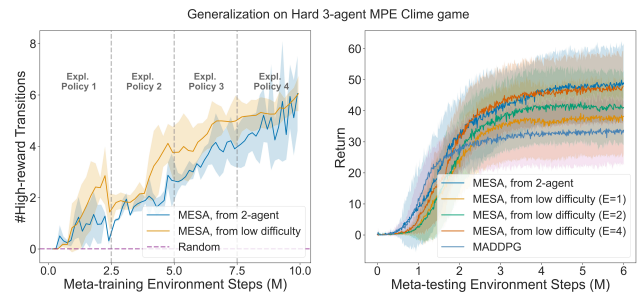 Generalization on Hard 3-agent MPE Clime game
#High-reward Transitions
8
6
4
2
0
Expl.
Policy 1
Expl.
Policy 2
Expl.
Policy 3
Expl.
Policy 4
MESA, from 2-agent
MESA, from low difficulty
Random
0.0 2.5 5.0 7.5 10.0
Meta-training Environment Steps (M)
Return
60
50
40
30
20
10
0
MESA, from 2-agent
MESA, from low difficulty (E=1)
MESA, from low difficulty (E=2)
MESA, from low difficulty (E=4)
MADDPG
0 1 2 3 4 5 6
Meta-testing Environment Steps (M)